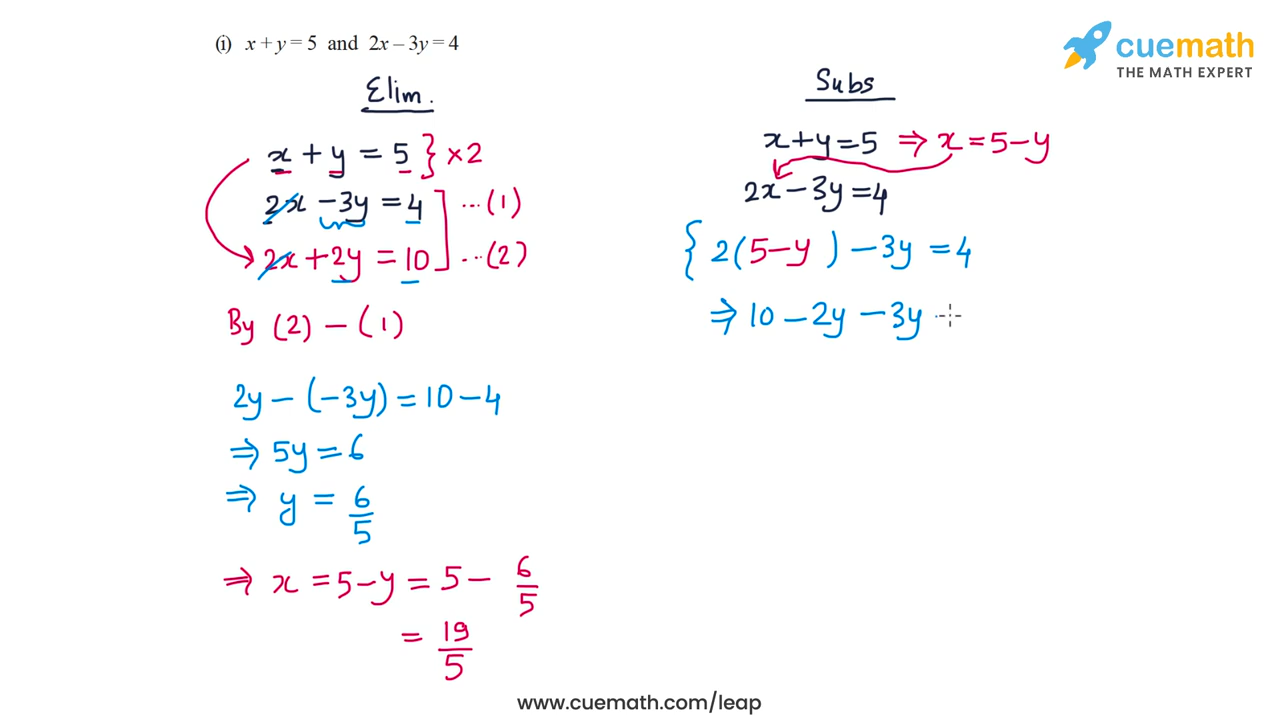 (i) x + y = 5 and 2x – 3y = 4
cuemath
THE MATH EXPERT
Elim.
x + y = 5 } ×2
2x - 3y = 4 ] ...(1)
2x + 2y = 10 ] ...(2)
By (2) - (1)
2y - (-3y) = 10 - 4
⇒ 5y = 6
⇒ y = 6/5
⇒ x = 5 - y = 5 - 6/5
= 19/5
Subs
x + y = 5 ⇒ x = 5 - y
2x - 3y = 4
{ 2(5 - y) - 3y = 4
⇒ 10 - 2y - 3y
www.cuemath.com/leap